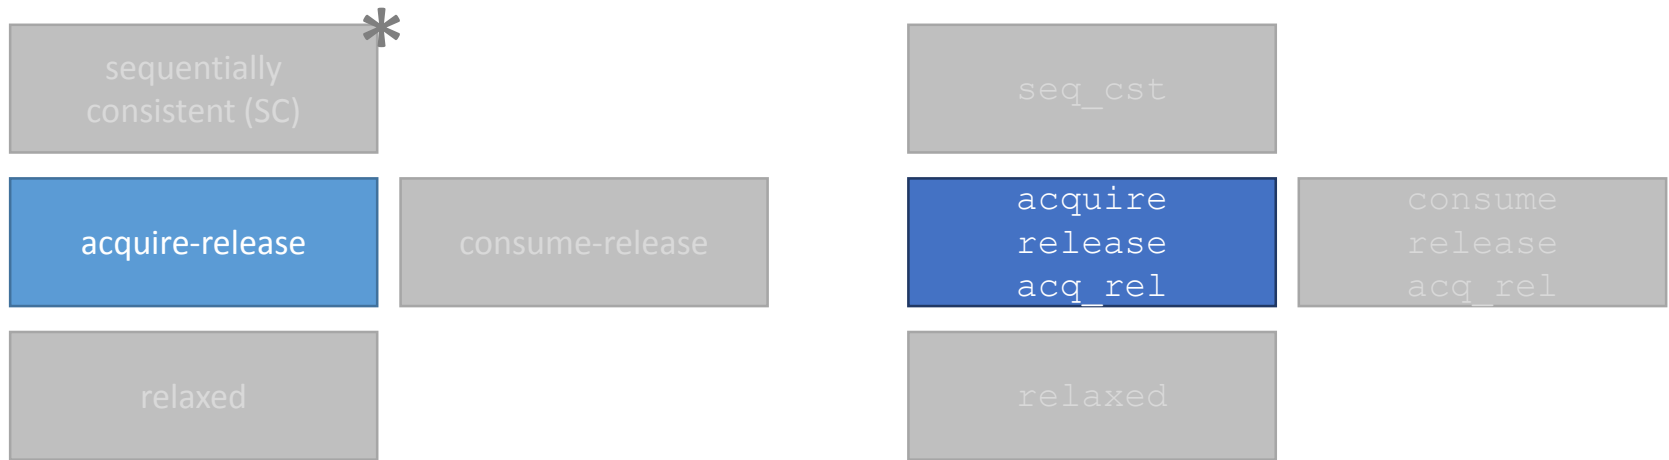 sequentially
consistent (SC)
*
acquire-release
consume-release
relaxed
seq_cst
acquire
release
acq_rel
consume
release
acq_rel
relaxed